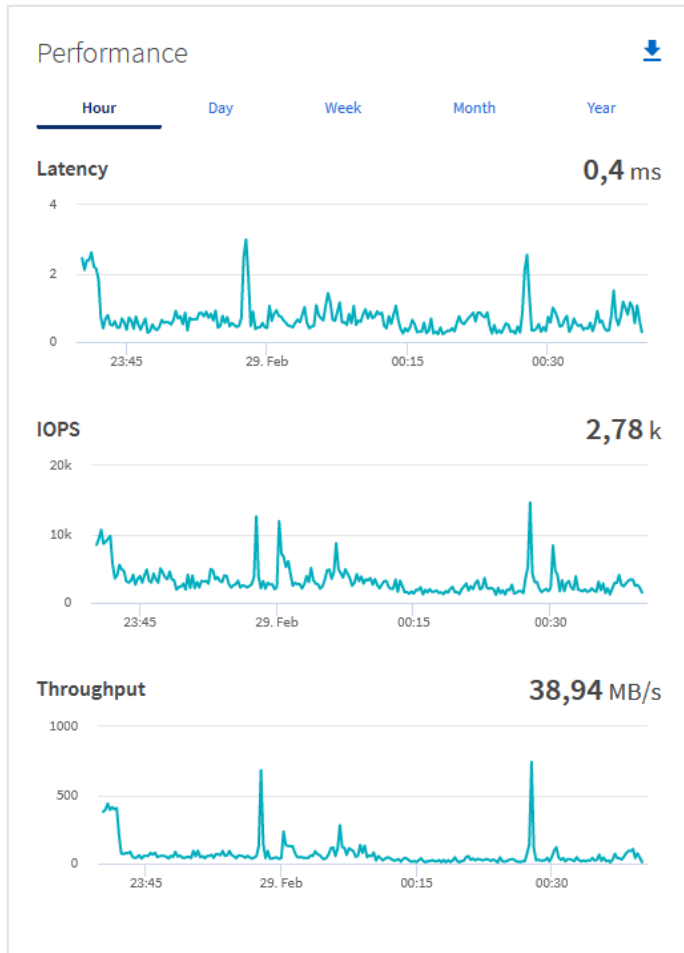 Performance
Hour Day Week Month Year
Latency 0,4 ms
4
2
0
23:45 29. Feb 00:15 00:30
IOPS 2,78 k
20k
10k
0
23:45 29. Feb 00:15 00:30
Throughput 38,94 MB/s
1000
500
0
23:45 29. Feb 00:15 00:30